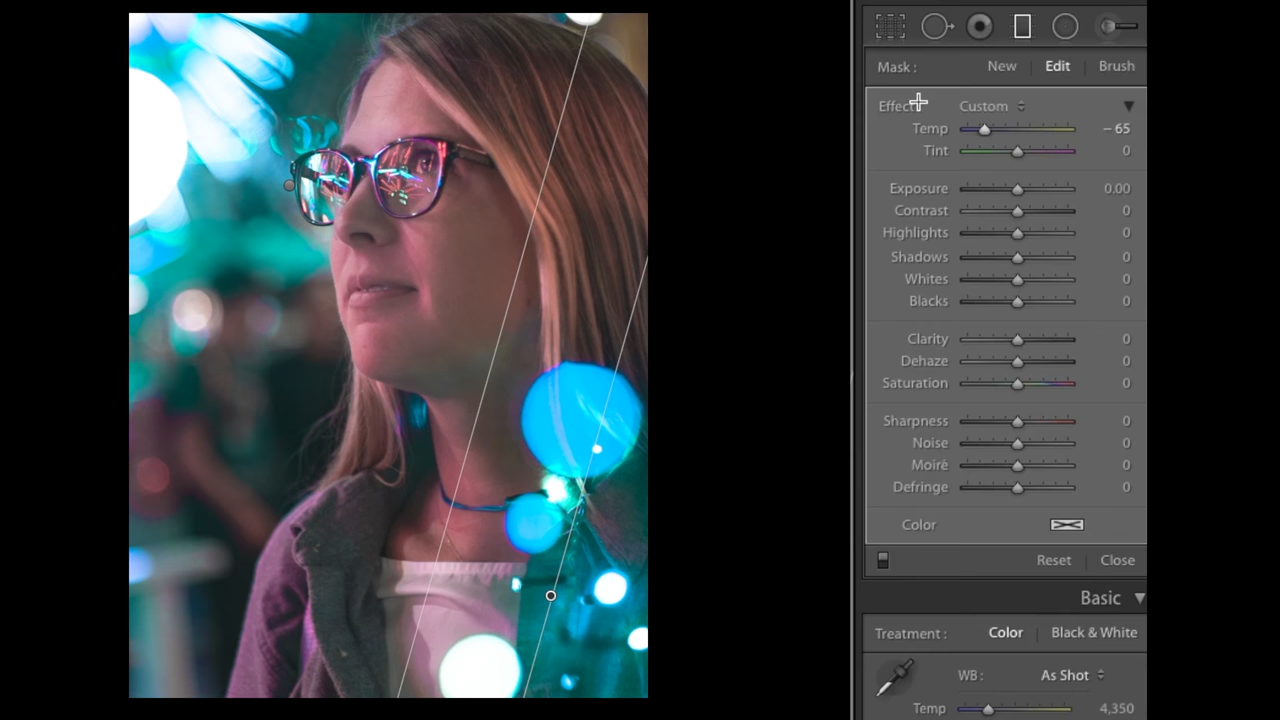 Mask : New Edit Brush
Effect Custom
Temp – 65
Tint 0
Exposure 0.00
Contrast 0
Highlights 0
Shadows 0
Whites 0
Blacks 0
Clarity 0
Dehaze 0
Saturation 0
Sharpness 0
Noise 0
Moirè 0
Defringe 0
Color
Reset Close
Basic
Treatment : Color Black & White
WB : As Shot
Temp 4,350